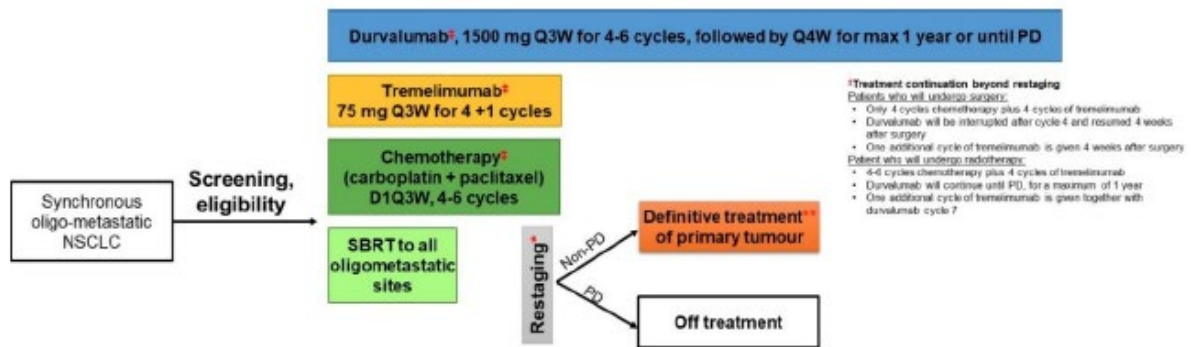 Durvalumab‡, 1500 mg Q3W for 4-6 cycles, followed by Q4W for max 1 year or until PD
Tremelimumab‡
75 mg Q3W for 4 +1 cycles
Chemotherapy‡
(carboplatin + paclitaxel)
D1Q3W, 4-6 cycles
Synchronous
oligo-metastatic
NSCLC
Screening,
eligibility
SBRT to all
oligometastatic
sites
Restaging*
Non-PD
PD
Definitive treatment**
of primary tumour
Off treatment
‡Treatment continuation beyond restaging
Patients who will undergo surgery:
• Only 4 cycles chemotherapy plus 4 cycles of tremelimumab
• Durvalumab will be interrupted after cycle 4 and resumed 4 weeks
after surgery
• One additional cycle of tremelimumab is given 4 weeks after surgery
Patient who will undergo radiotherapy:
• 4-6 cycles chemotherapy plus 4 cycles of tremelimumab
• Durvalumab will continue until PD, for a maximum of 1 year
• One additional cycle of tremelimumab is given together with
durvalumab cycle 7